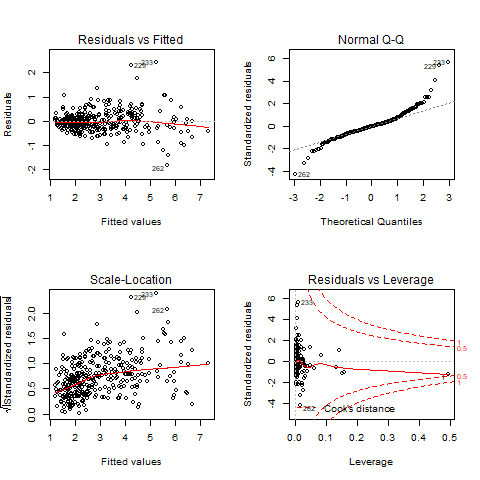 Residuals vs Fitted
Residuals
2
1
0
-1
-2
229
233
262
1 2 3 4 5 6 7
Fitted values
Normal Q-Q
Standardized residuals
6
4
2
0
-2
-4
233
229
262
-3 -2 -1 0 1 2 3
Theoretical Quantiles
Scale-Location
√|Standardized residuals|
2.0
1.5
1.0
0.5
0.0
229
233
262
1 2 3 4 5 6 7
Fitted values
Residuals vs Leverage
Standardized residuals
6
4
2
0
-2
-4
233
262
Cook's distance
1
0.5
0.5
1
0.0 0.1 0.2 0.3 0.4 0.5
Leverage